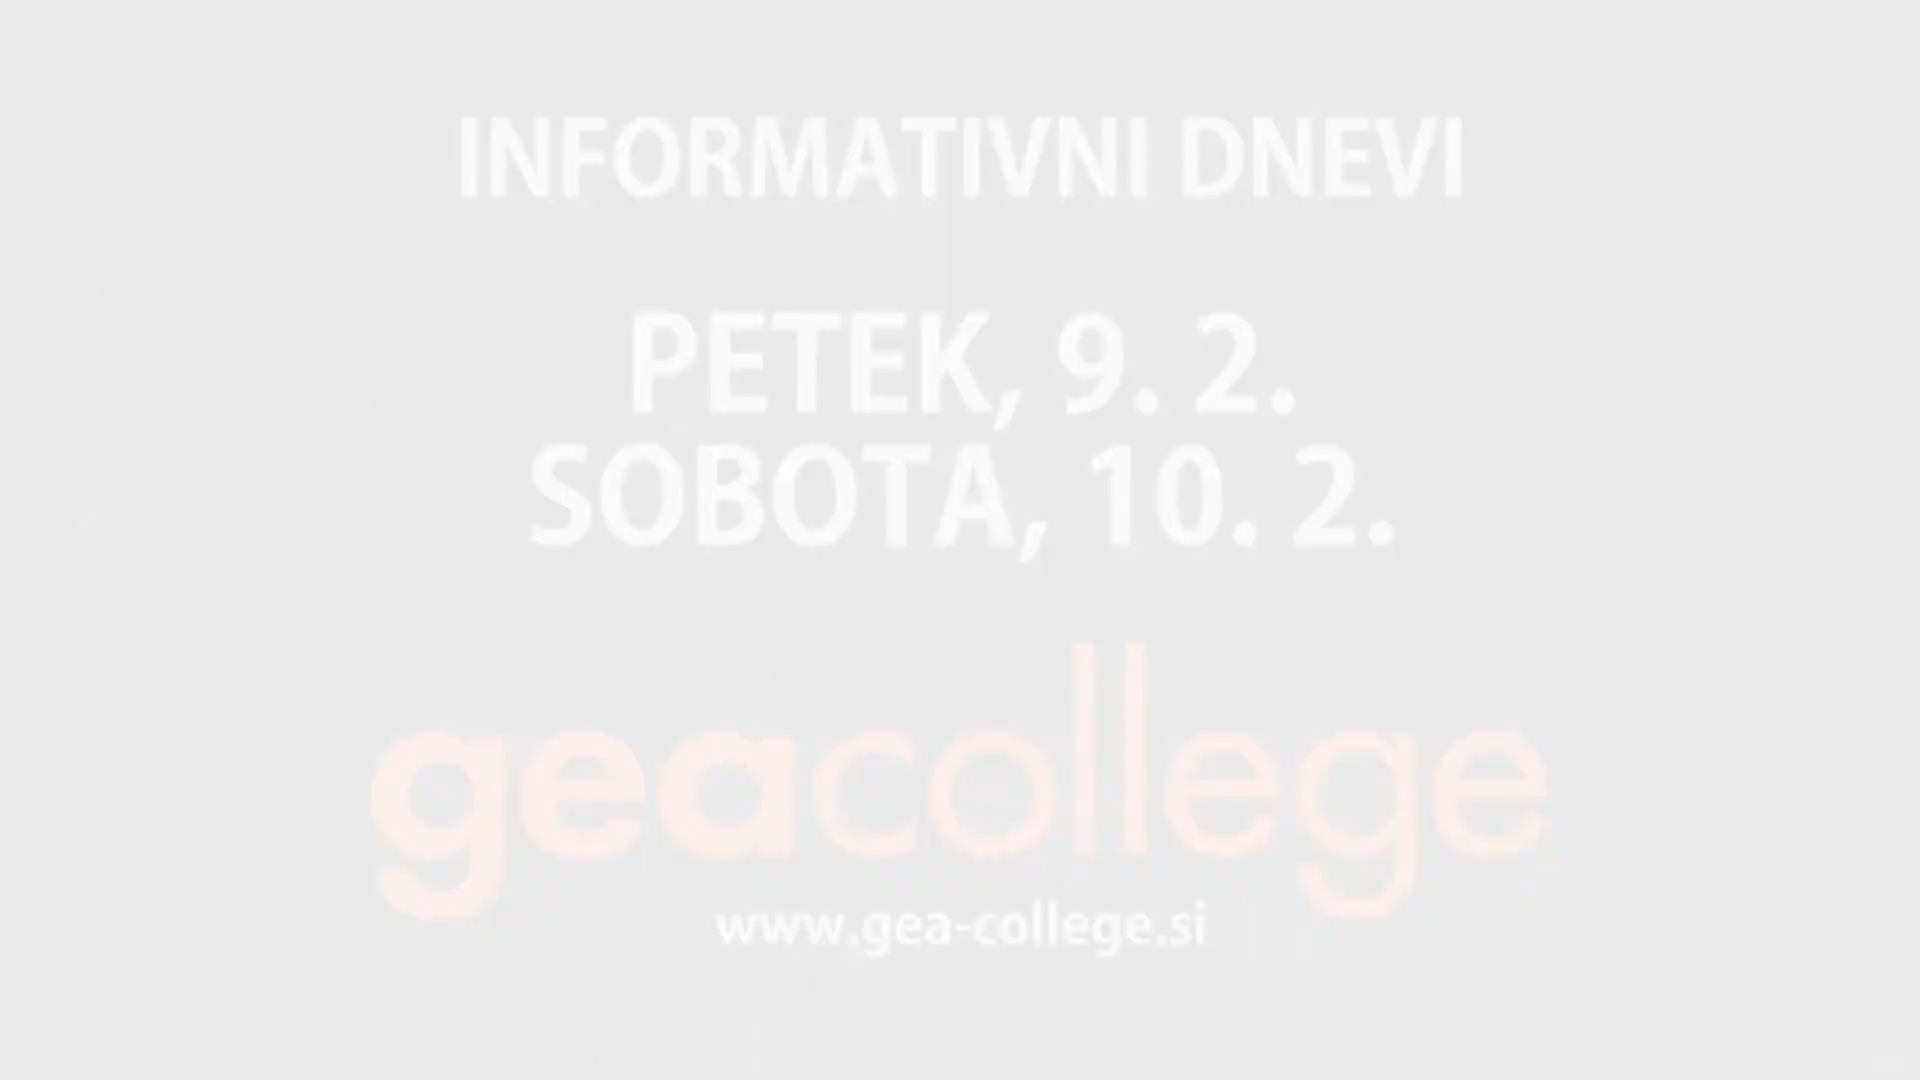 INFORMATIVNI DNEVI
PETEK, 9. 2.
SOBOTA, 10. 2.
geacollege
www.gea-college.si